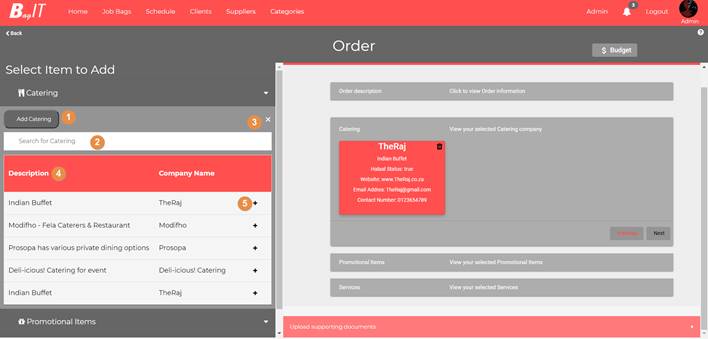 BagIT
Home Job Bags Schedule Clients Suppliers Categories
Admin 3 Logout
Admin
Back
Order
$ Budget
Select Item to Add
Catering
Add Catering 1
3 ×
Search for Catering 2
Description 4 Company Name
Indian Buffet TheRaj 5 +
Modifho - Fela Caterers & Restaurant Modifho +
Prosopa has various private dining options Prosopa +
Deli-icious! Catering for event Deli-icious! Catering +
Indian Buffet TheRaj +
Promotional Items
Order description Click to view Order Information
Catering View your selected Catering company
TheRaj
Indian Buffet
Halaal Status: true
Website: www.TheRaj.co.za
Email Addres: TheRaj@gmail.com
Contact Number: 0123654789
Previous Next
Promotional Items View your selected Promotional Items
Services View your selected Services
Upload supporting documents